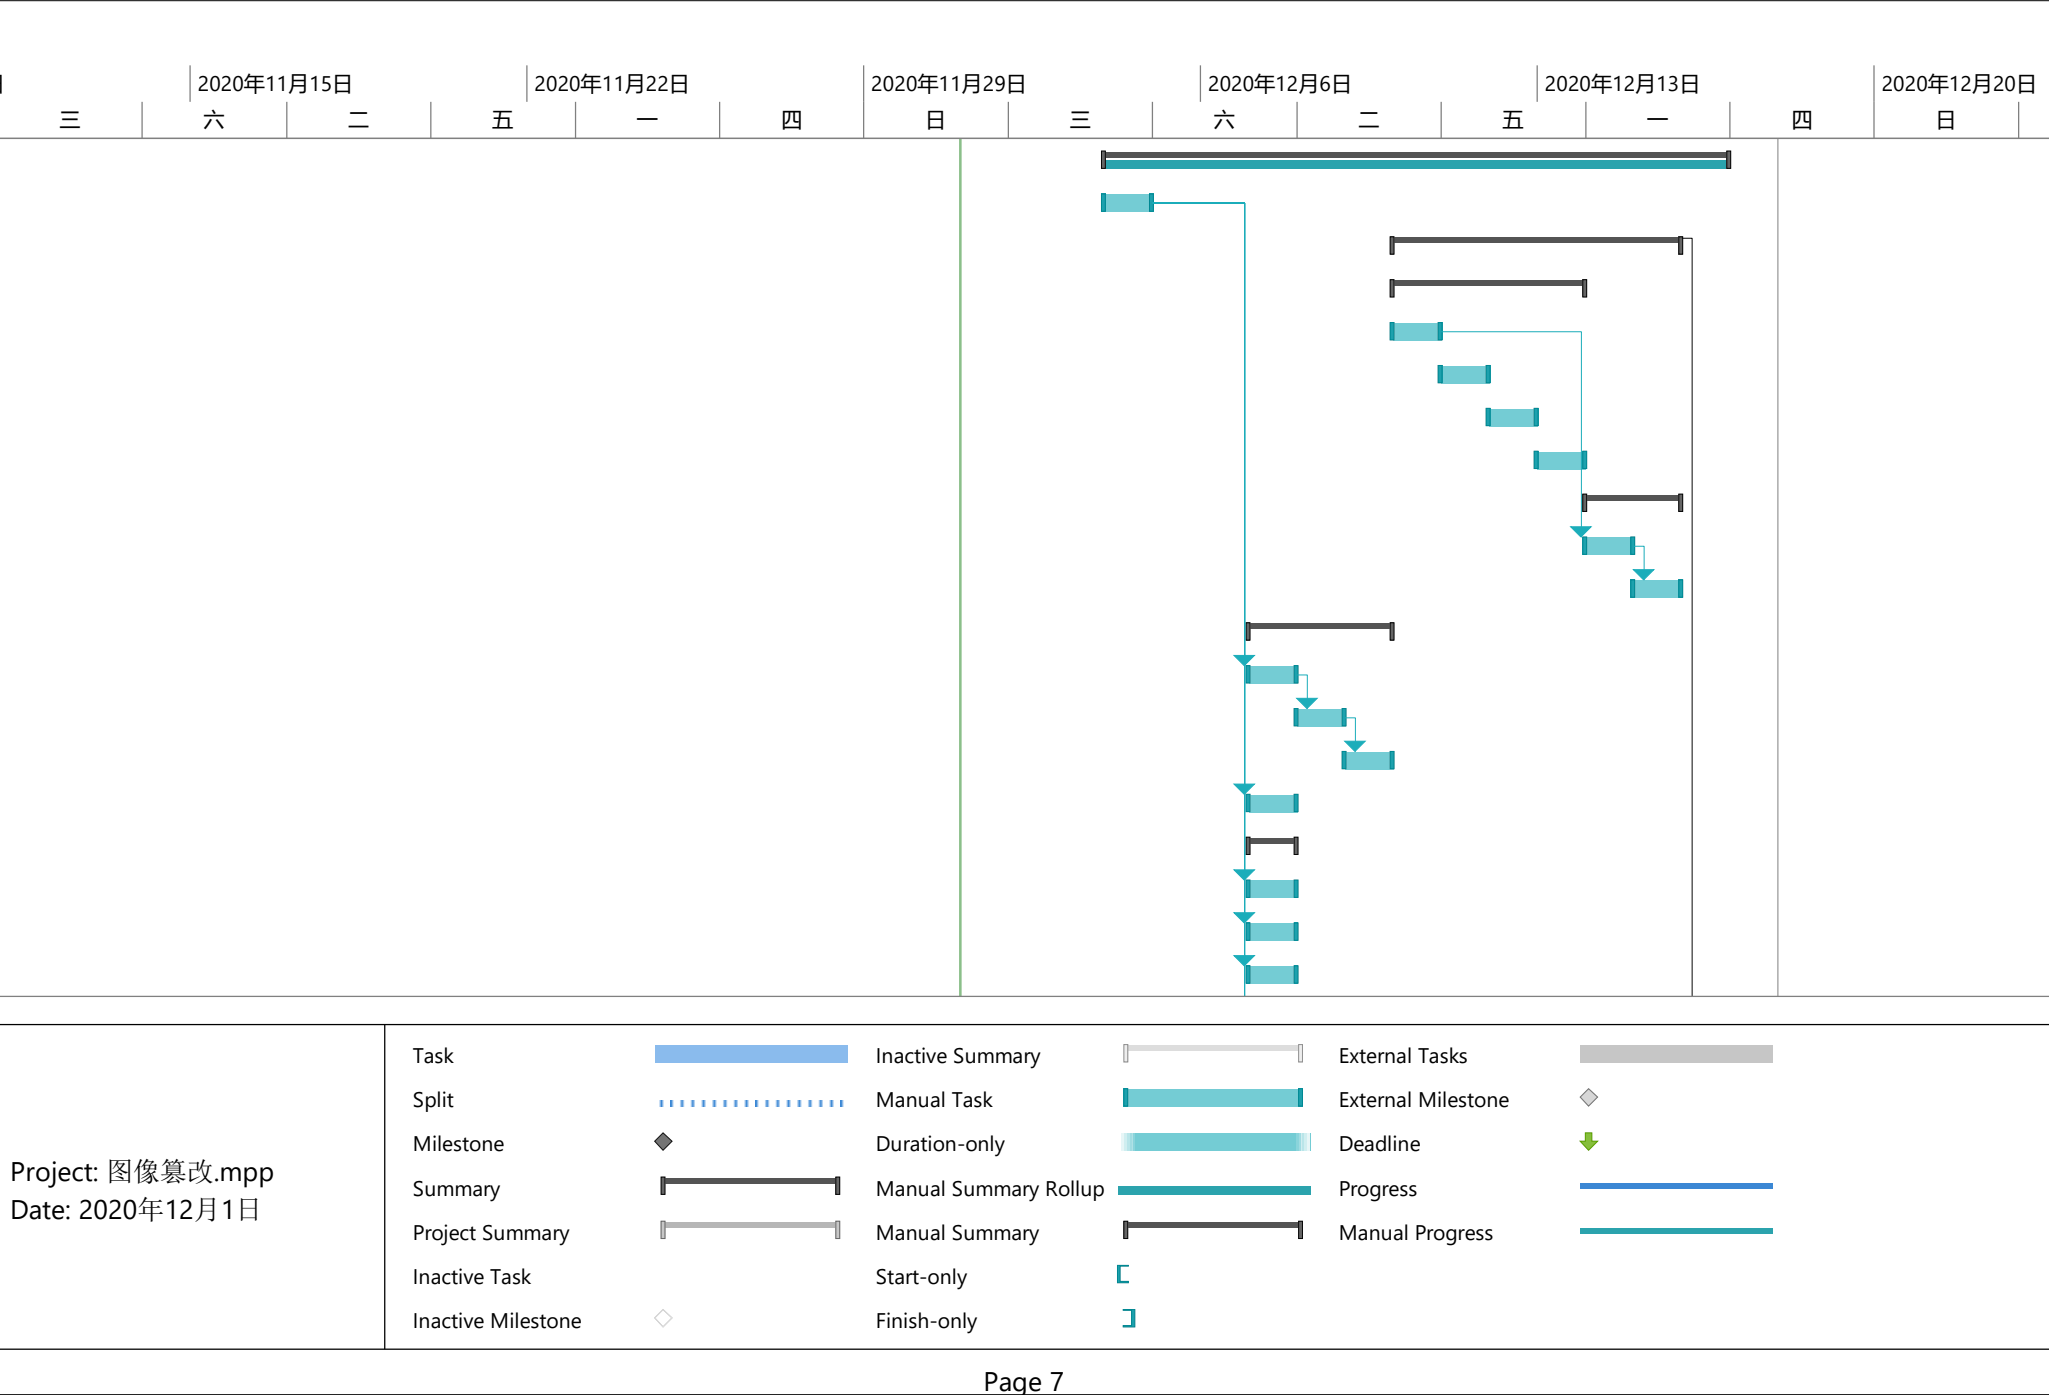 日 2020年11月15日 2020年11月22日 2020年11月29日 2020年12月6日 2020年12月13日 2020年12月20日
三 六 二 五 一 四 日 三 六 二 五 一 四 日
Task Inactive Summary External Tasks
Split Manual Task External Milestone
Milestone Duration-only Deadline
Summary Manual Summary Rollup Progress
Project Summary Manual Summary Manual Progress
Inactive Task Start-only
Inactive Milestone Finish-only
Project: 图像篡改.mpp
Date: 2020年12月1日
Page 7